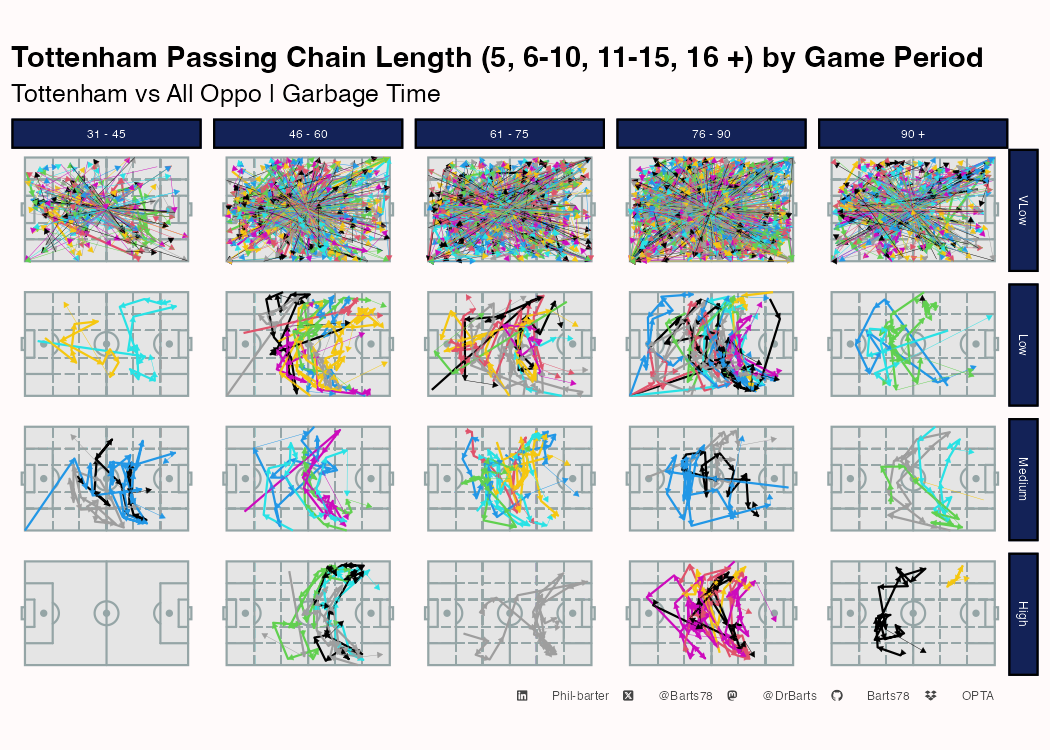 Tottenham Passing Chain Length (5, 6-10, 11-15, 16 +) by Game Period
Tottenham vs All Oppo | Garbage Time
31 - 45
46 - 60
61 - 75
76 - 90
90 +
VLow
Low
Medium
High
Phil-barter @Barts78 @DrBarts Barts78 OPTA